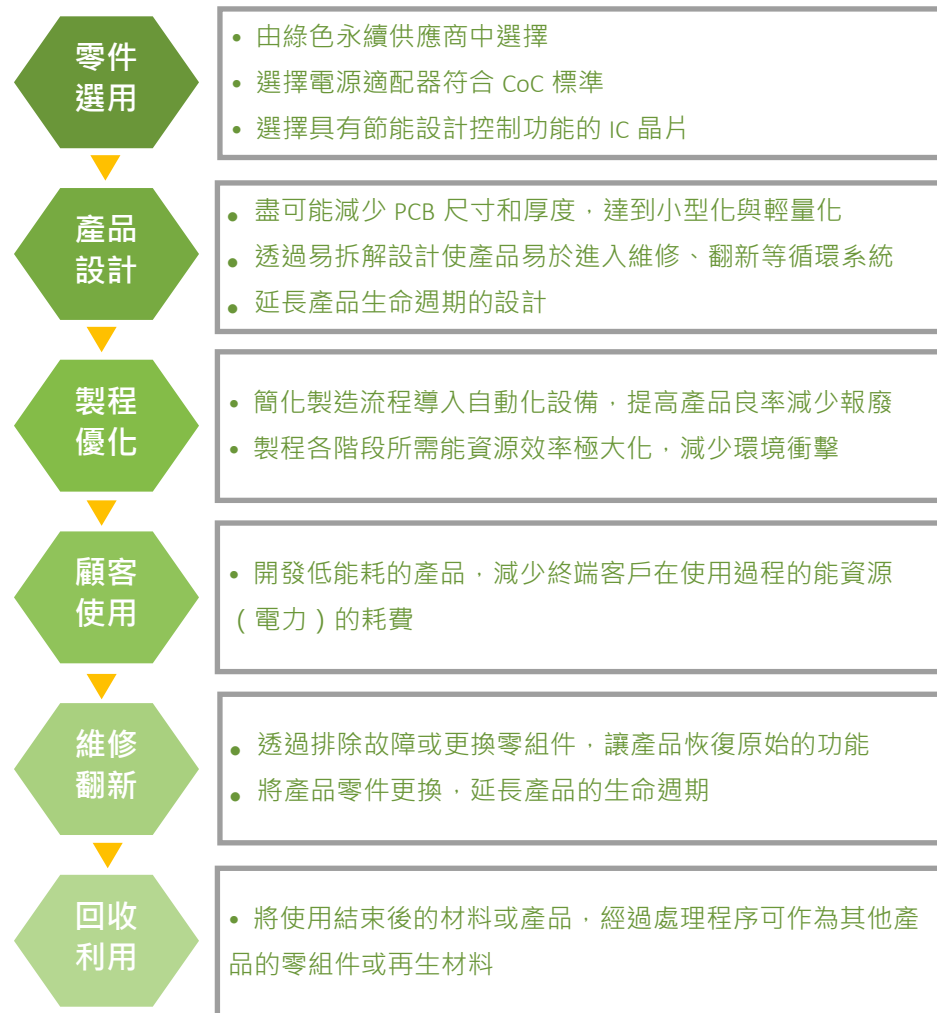 零件
選用
• 由綠色永續供應商中選擇
• 選擇電源適配器符合 CoC 標準
• 選擇具有節能設計控制功能的 IC 晶片
產品
設計
• 盡可能減少 PCB 尺寸和厚度，達到小型化與輕量化
• 透過易拆解設計使產品易於進入維修、翻新等循環系統
• 延長產品生命週期的設計
製程
優化
• 簡化製造流程導入自動化設備，提高產品良率減少報廢
• 製程各階段所需能資源效率極大化，減少環境衝擊
顧客
使用
• 開發低能耗的產品，減少終端客戶在使用過程的能資源
（電力）的耗費
維修
翻新
• 透過排除故障或更換零組件，讓產品恢復原始的功能
• 將產品零件更換，延長產品的生命週期
回收
利用
• 將使用結束後的材料或產品，經過處理程序可作為其他產
品的零組件或再生材料